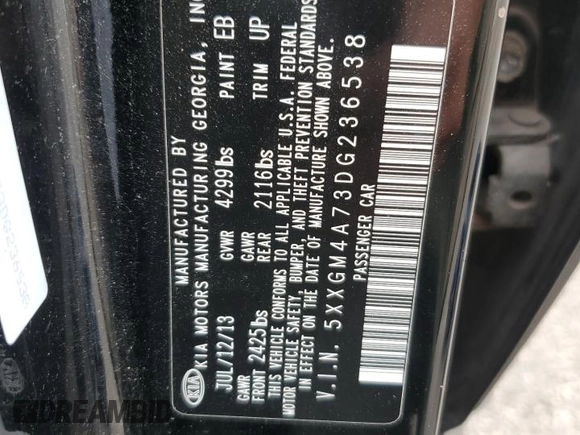 MANUFACTURED BY
KIA KIA MOTORS MANUFACTURING GEORGIA, INC
JUL/12/13 GVWR 4299lbs PAINT EB
GAWR FRONT 2425lbs GAWR REAR 2116lbs TRIM UP
THIS VEHICLE CONFORMS TO ALL APPLICABLE U.S.A. FEDERAL
MOTOR VEHICLE SAFETY, BUMPER, AND THEFT PREVENTION STANDARDS
IN EFFECT ON THE DATE OF MANUFACTURE SHOWN ABOVE.
V.I.N. 5XXGM4A73DG236538
PASSENGER CAR
DREAMBID